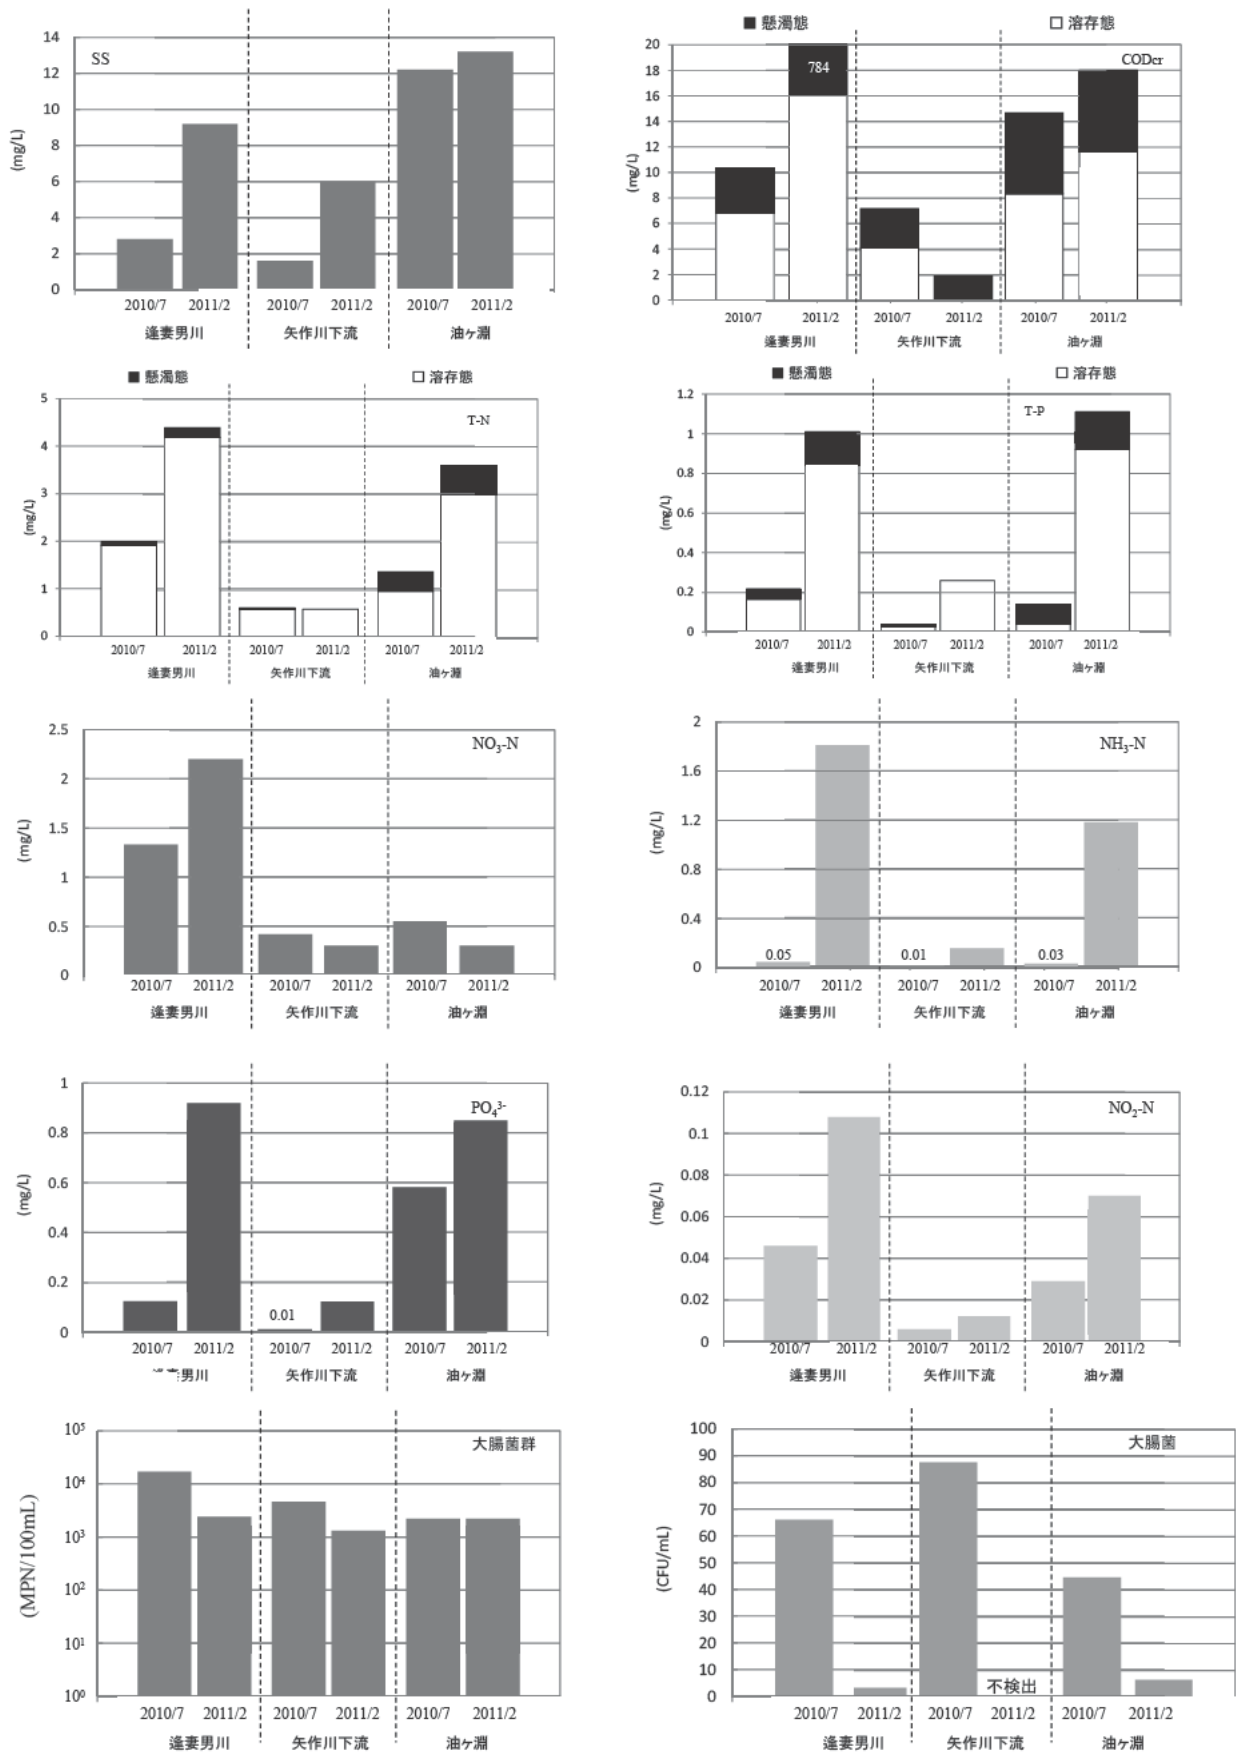 SS
14
12
10
8
6
4
2
0
(mg/L)
2010/7 2011/2 2010/7 2011/2 2010/7 2011/2
逢妻男川 矢作川下流 油ヶ淵
■ 懸濁態 □ 溶存態
CODcr
784
20
18
16
14
12
10
8
6
4
2
0
(mg/L)
2010/7 2011/2 2010/7 2011/2 2010/7 2011/2
逢妻男川 矢作川下流 油ヶ淵
■ 懸濁態 □ 溶存態
T-N
5
4
3
2
1
0
(mg/L)
2010/7 2011/2 2010/7 2011/2 2010/7 2011/2
逢妻男川 矢作川下流 油ヶ淵
■ 懸濁態 □ 溶存態
T-P
1.2
1
0.8
0.6
0.4
0.2
0
(mg/L)
2010/7 2011/2 2010/7 2011/2 2010/7 2011/2
逢妻男川 矢作川下流 油ヶ淵
NO₃-N
2.5
2
1.5
1
0.5
0
(mg/L)
2010/7 2011/2 2010/7 2011/2 2010/7 2011/2
逢妻男川 矢作川下流 油ヶ淵
NH₃-N
2
1.6
1.2
0.8
0.4
0
(mg/L)
0.05 0.01 0.03
2010/7 2011/2 2010/7 2011/2 2010/7 2011/2
逢妻男川 矢作川下流 油ヶ淵
PO₄³⁻
1
0.8
0.6
0.4
0.2
0
(mg/L)
0.01
2010/7 2011/2 2010/7 2011/2 2010/7 2011/2
男川 矢作川下流 油ヶ淵
NO₂-N
0.12
0.1
0.08
0.06
0.04
0.02
0
(mg/L)
2010/7 2011/2 2010/7 2011/2 2010/7 2011/2
逢妻男川 矢作川下流 油ヶ淵
大腸菌群
10⁵
10⁴
10³
10²
10¹
10⁰
(MPN/100mL)
2010/7 2011/2 2010/7 2011/2 2010/7 2011/2
逢妻男川 矢作川下流 油ヶ淵
大腸菌
100
90
80
70
60
50
40
30
20
10
0
(CFU/mL)
不検出
2010/7 2011/2 2010/7 2011/2 2010/7 2011/2
逢妻男川 矢作川下流 油ヶ淵